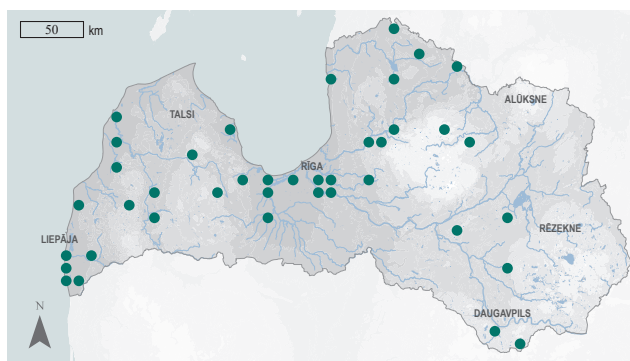 50 km
TALSI
ALŪKSNE
RĪGA
RĒZEKNE
LIEPĀJA
N
DAUGAVPILS